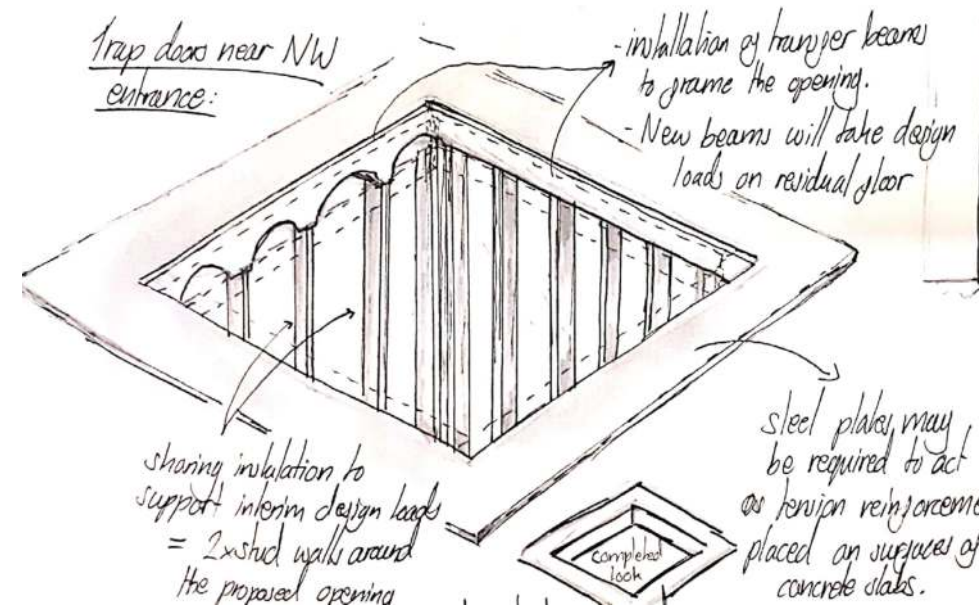 Trap doors near NW
entrance:
- installation of transfer beams
to frame the opening.
- New beams will take design
loads on residual floor
shoring installation to
support interim design loads
= 2x stud walls around
the proposed opening
completed
look
steel plates may
be required to act
as tension reinforceme
placed on surfaces of
concrete slabs.